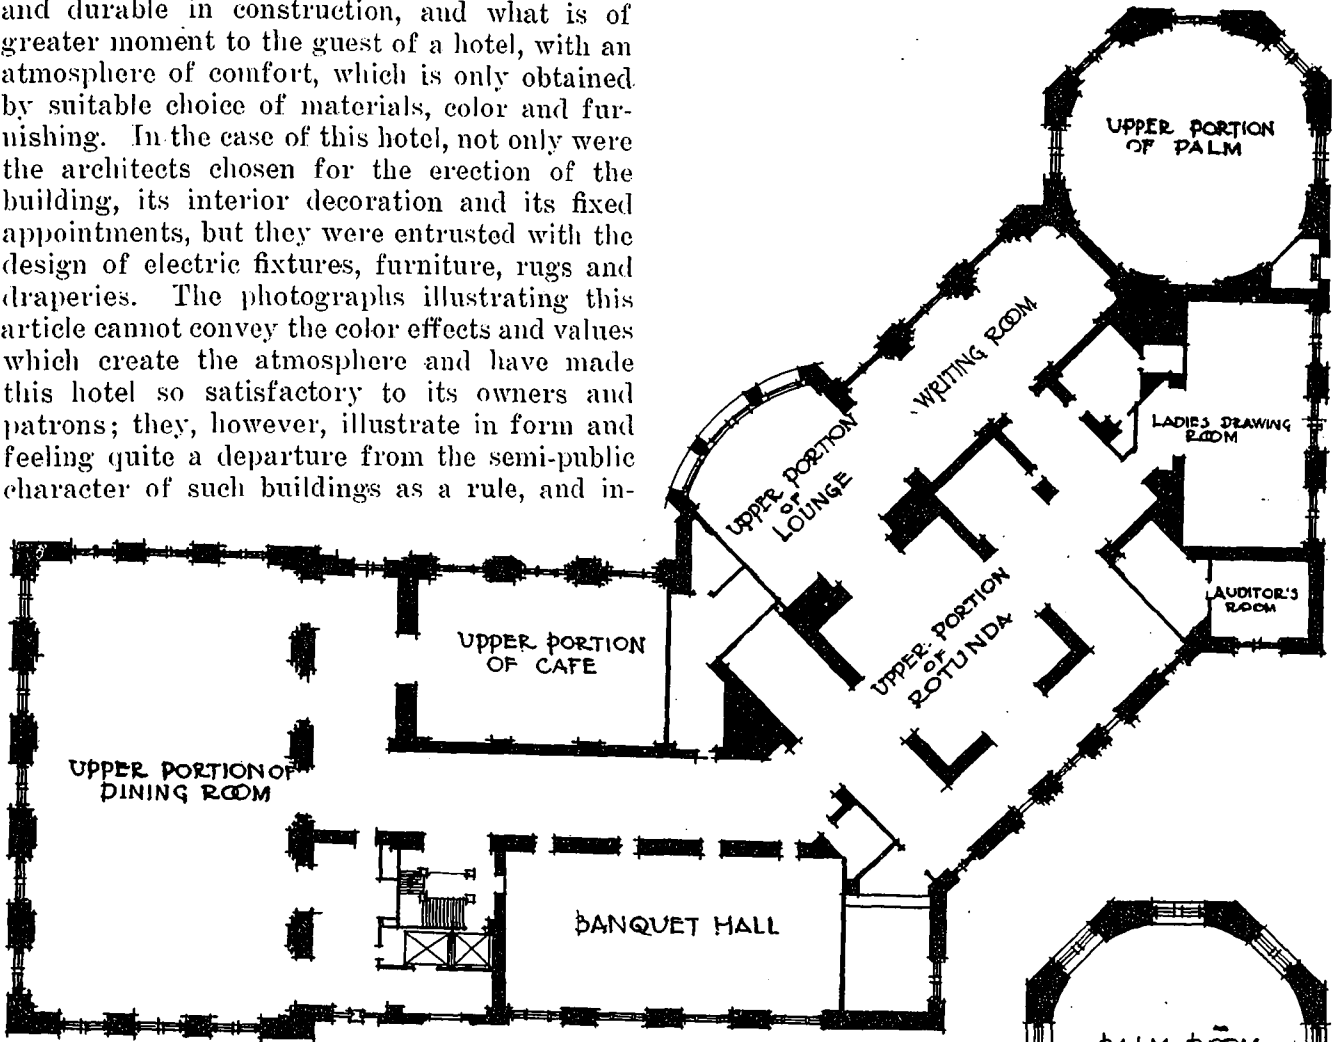 and durable in construction, and what is of
greater moment to the guest of a hotel, with an
atmosphere of comfort, which is only obtained
by suitable choice of materials, color and fur-
nishing. In the case of this hotel, not only were
the architects chosen for the erection of the
building, its interior decoration and its fixed
appointments, but they were entrusted with the
design of electric fixtures, furniture, rugs and
draperies. The photographs illustrating this
article cannot convey the color effects and values
which create the atmosphere and have made
this hotel so satisfactory to its owners and
patrons; they, however, illustrate in form and
feeling quite a departure from the semi-public
character of such buildings as a rule, and in-
UPPER PORTION
OF PALM
WRITING ROOM
LADIES DRAWING
ROOM
UPPER PORTION
OF
LOUNGE
AUDITOR'S
ROOM
UPPER PORTION
OF
ROTUNDA
UPPER PORTION
OF CAFE
UPPER PORTION OF
DINING ROOM
BANQUET HALL
PALM ROOM